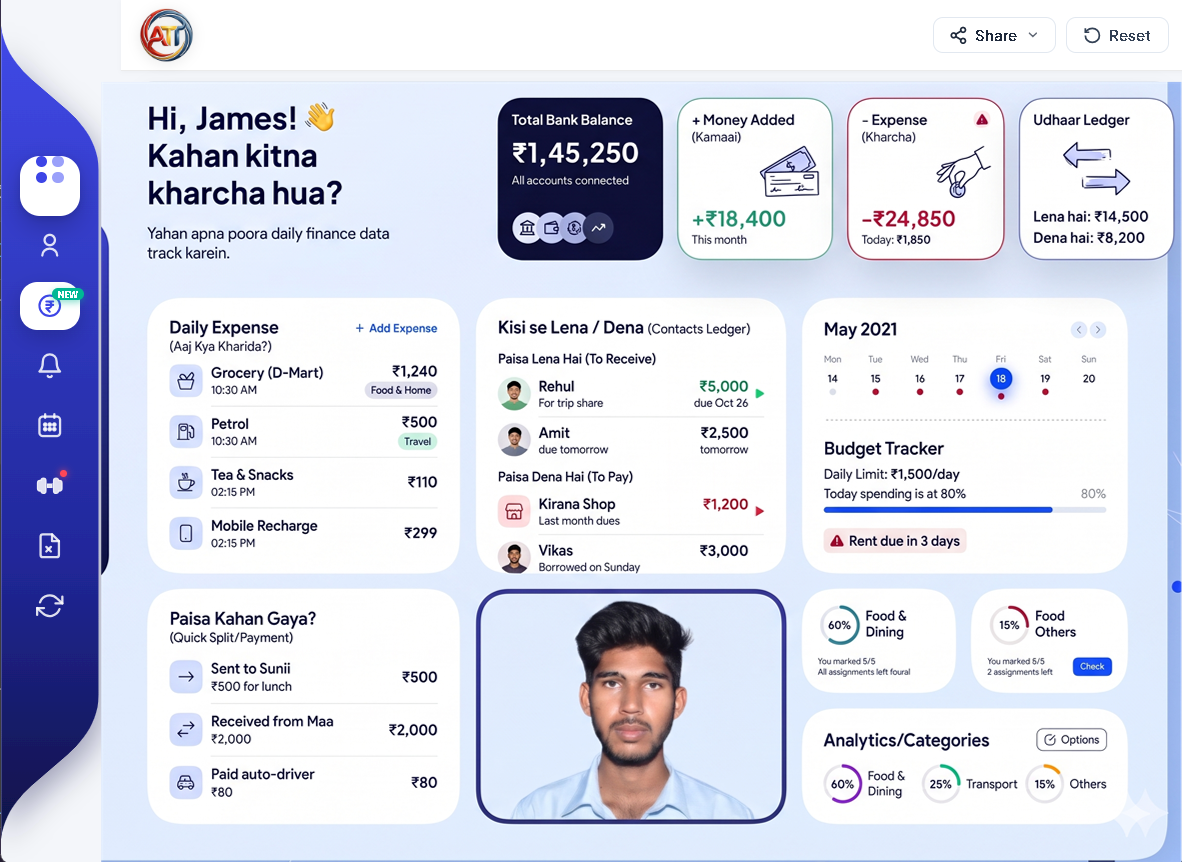 ATT
Share
Reset
Hi, James! 👋
Kahan kitna
kharcha hua?
Yahan apna poora daily finance data
track karein.
Total Bank Balance
₹1,45,250
All accounts connected
+ Money Added
(Kamaai)
+₹18,400
This month
- Expense
(Kharcha)
-₹24,850
Today: ₹1,850
Udhaar Ledger
Lena hai: ₹14,500
Dena hai: ₹8,200
NEW
Daily Expense
+ Add Expense
(Aaj Kya Kharida?)
Grocery (D-Mart)
₹1,240
10:30 AM
Food & Home
Petrol
₹500
10:30 AM
Travel
Tea & Snacks
02:15 PM
₹110
Mobile Recharge
02:15 PM
₹299
Kisi se Lena / Dena (Contacts Ledger)
Paisa Lena Hai (To Receive)
Rehul
₹5,000
For trip share
due Oct 26
Amit
₹2,500
due tomorrow
tomorrow
Paisa Dena Hai (To Pay)
Kirana Shop
₹1,200
Last month dues
Vikas
₹3,000
Borrowed on Sunday
May 2021
Mon Tue Wed Thu Fri Sat Sun
14 15 16 17 18 19 20
Budget Tracker
Daily Limit: ₹1,500/day
Today spending is at 80%
80%
Rent due in 3 days
Paisa Kahan Gaya?
(Quick Split/Payment)
Sent to Sunii
₹500 for lunch
₹500
Received from Maa
₹2,000
₹2,000
Paid auto-driver
₹80
₹80
60%
Food &
Dining
You marked 5/5
All assignments left foural
15%
Food
Others
You marked 5/5
2 assignments left
Check
Analytics/Categories
Options
60%
Food &
Dining
25%
Transport
15%
Others